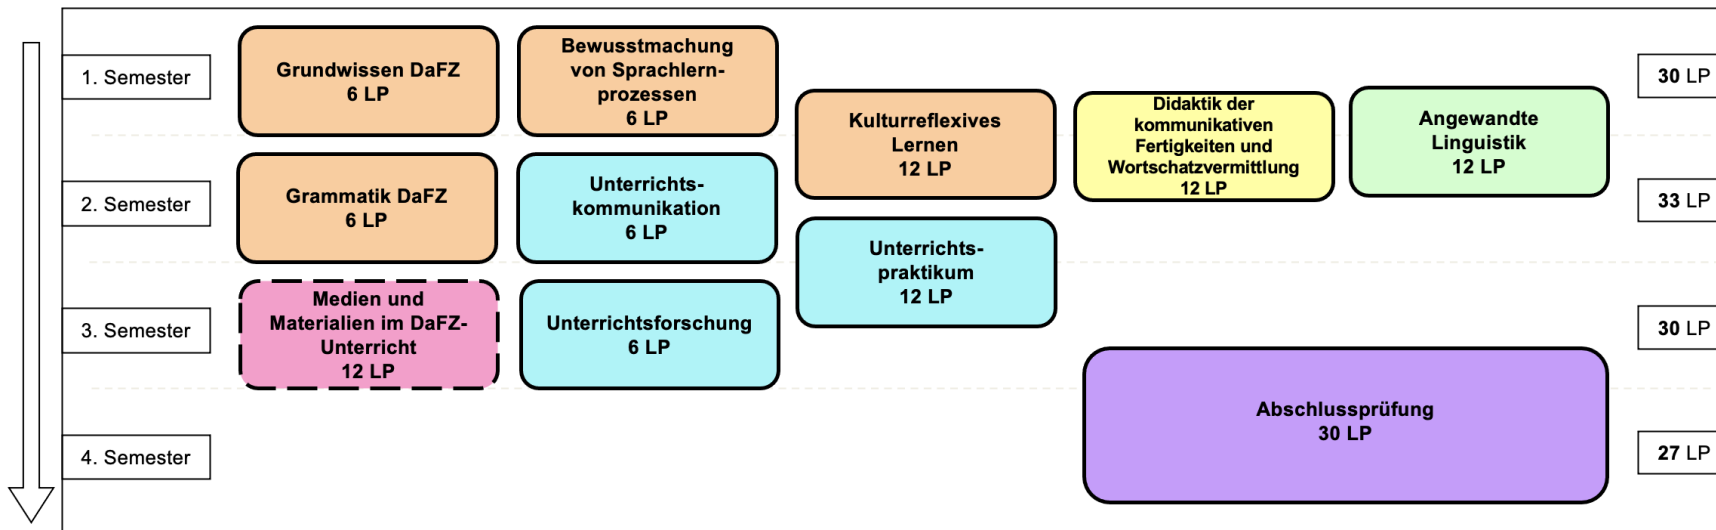 1. Semester
Grundwissen DaFZ
6 LP
Bewusstmachung
von Sprachlern-
prozessen
6 LP
Kulturreflexives
Lernen
12 LP
Didaktik der
kommunikativen
Fertigkeiten und
Wortschatzvermittlung
12 LP
Angewandte
Linguistik
12 LP
30 LP
2. Semester
Grammatik DaFZ
6 LP
Unterrichts-
kommunikation
6 LP
Unterrichts-
praktikum
12 LP
33 LP
3. Semester
Medien und
Materialien im DaFZ-
Unterricht
12 LP
Unterrichtsforschung
6 LP
30 LP
4. Semester
Abschlussprüfung
30 LP
27 LP